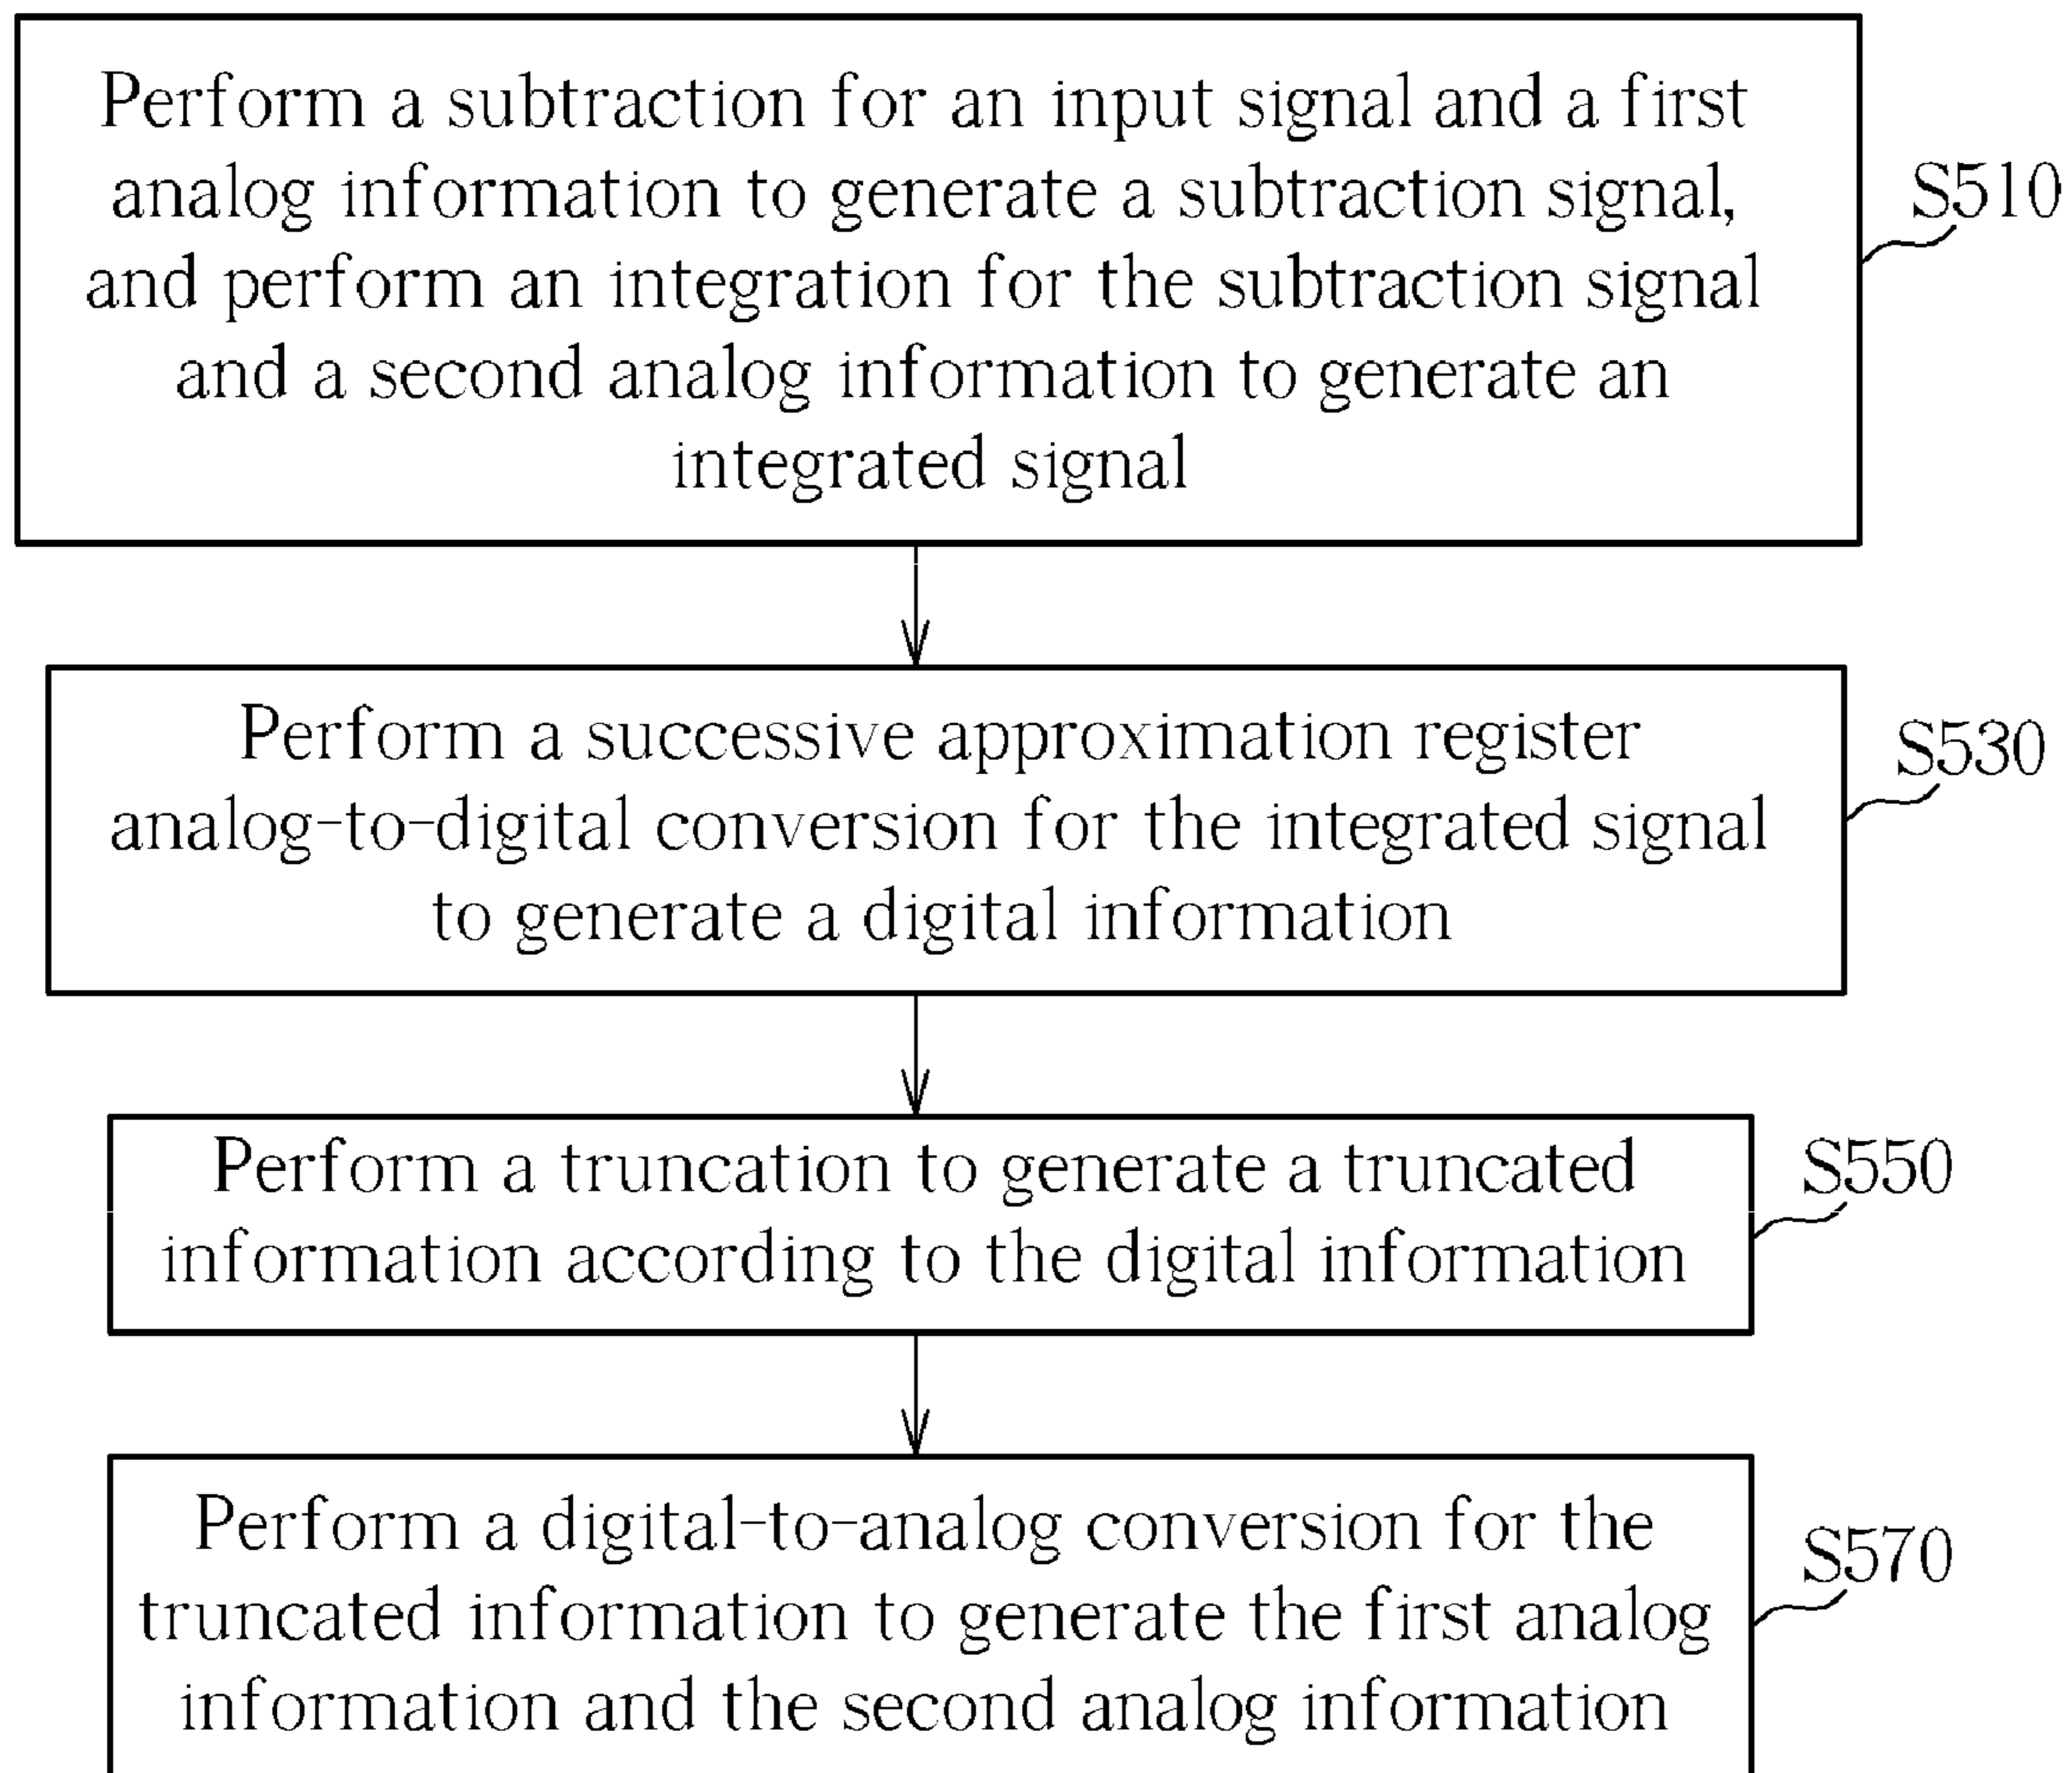 Perform a subtraction for an input signal and a first
analog information to generate a subtraction signal,
and perform an integration for the subtraction signal
and a second analog information to generate an
integrated signal
S510
Perform a successive approximation register
analog-to-digital conversion for the integrated signal
to generate a digital information
S530
Perform a truncation to generate a truncated
information according to the digital information
S550
Perform a digital-to-analog conversion for the
truncated information to generate the first analog
information and the second analog information
S570